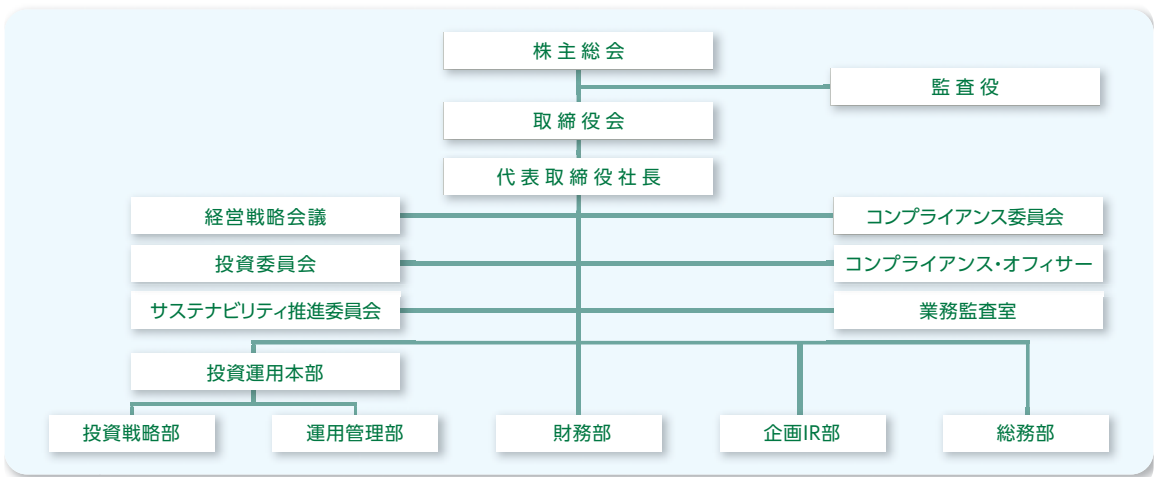 株主総会
監査役
取締役会
代表取締役社長
経営戦略会議
コンプライアンス委員会
投資委員会
コンプライアンス・オフィサー
サステナビリティ推進委員会
業務監査室
投資運用本部
投資戦略部
運用管理部
財務部
企画IR部
総務部